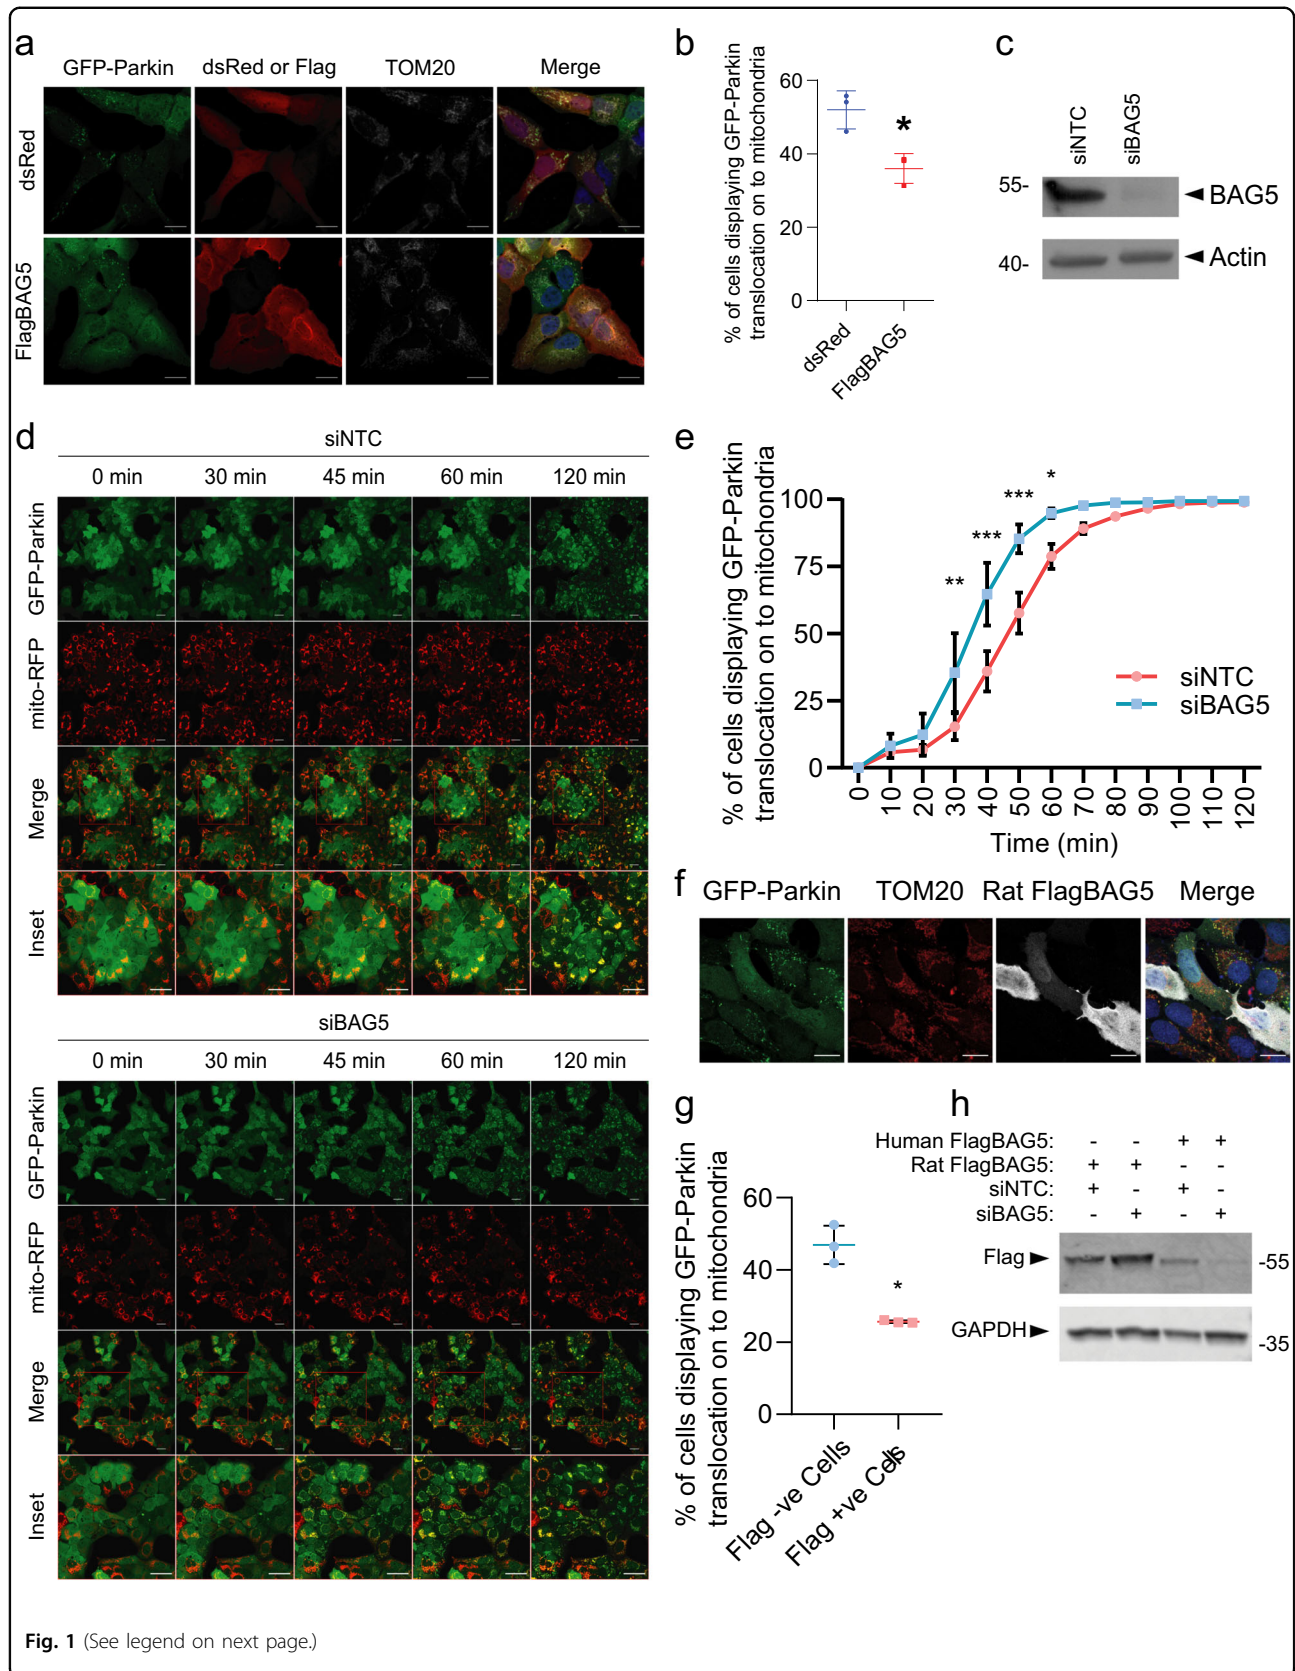 a
GFP-Parkin dsRed or Flag TOM20 Merge
dsRed
FlagBAG5
b
% of cells displaying GFP-Parkin
translocation on to mitochondria
60
40
20
0
*
dsRed
FlagBAG5
c
siNTC
siBAG5
55-
BAG5
40-
Actin
d
siNTC
0 min 30 min 45 min 60 min 120 min
GFP-Parkin
mito-RFP
Merge
Inset
siBAG5
0 min 30 min 45 min 60 min 120 min
GFP-Parkin
mito-RFP
Merge
Inset
e
% of cells displaying GFP-Parkin
translocation on to mitochondria
100
75
50
25
0
** *** *** *
siNTC
siBAG5
0 10 20 30 40 50 60 70 80 90 100 110 120
Time (min)
f
GFP-Parkin TOM20 Rat FlagBAG5 Merge
g
% of cells displaying GFP-Parkin
translocation on to mitochondria
60
40
20
0
*
Flag -ve Cells
Flag +ve Cells
h
Human FlagBAG5: - - + +
Rat FlagBAG5: + + - -
siNTC: + - + -
siBAG5: - + - +
Flag
-55
GAPDH
-35
Fig. 1 (See legend on next page.)